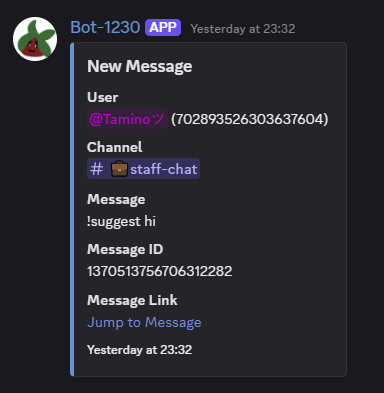 Bot-1230 APP Yesterday at 23:32
New Message
User
@Taminoツ (702893526303637604)
Channel
# 💼staff-chat
Message
!suggest hi
Message ID
1370513756706312282
Message Link
Jump to Message
Yesterday at 23:32